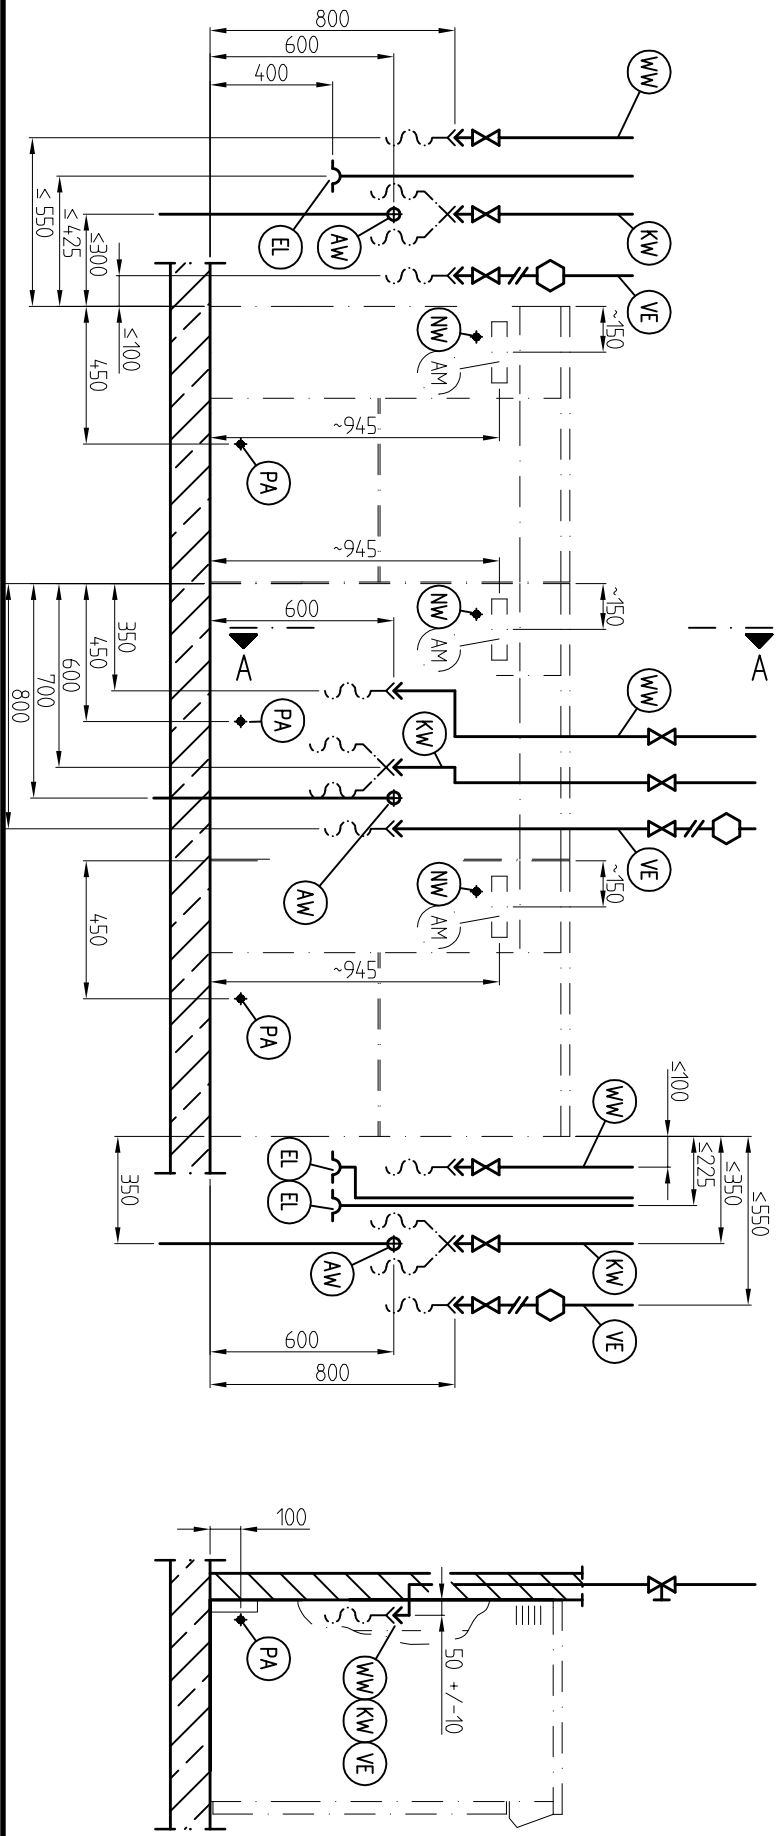 800
600
400
WW
EL
AW
KW
VE
≤ 550
≤ 425
≤300
≤100
450
~150
NW
AM
~945
PA
~945
600
~150
NW
AM
A
A
350
450
600
700
800
PA
KW
WW
AW
VE
~150
NW
AM
450
~945
PA
≤100
WW
≤225
≤350
≤550
EL
EL
350
AW
KW
VE
600
800
100
PA
50 +/-10
WW
KW
VE